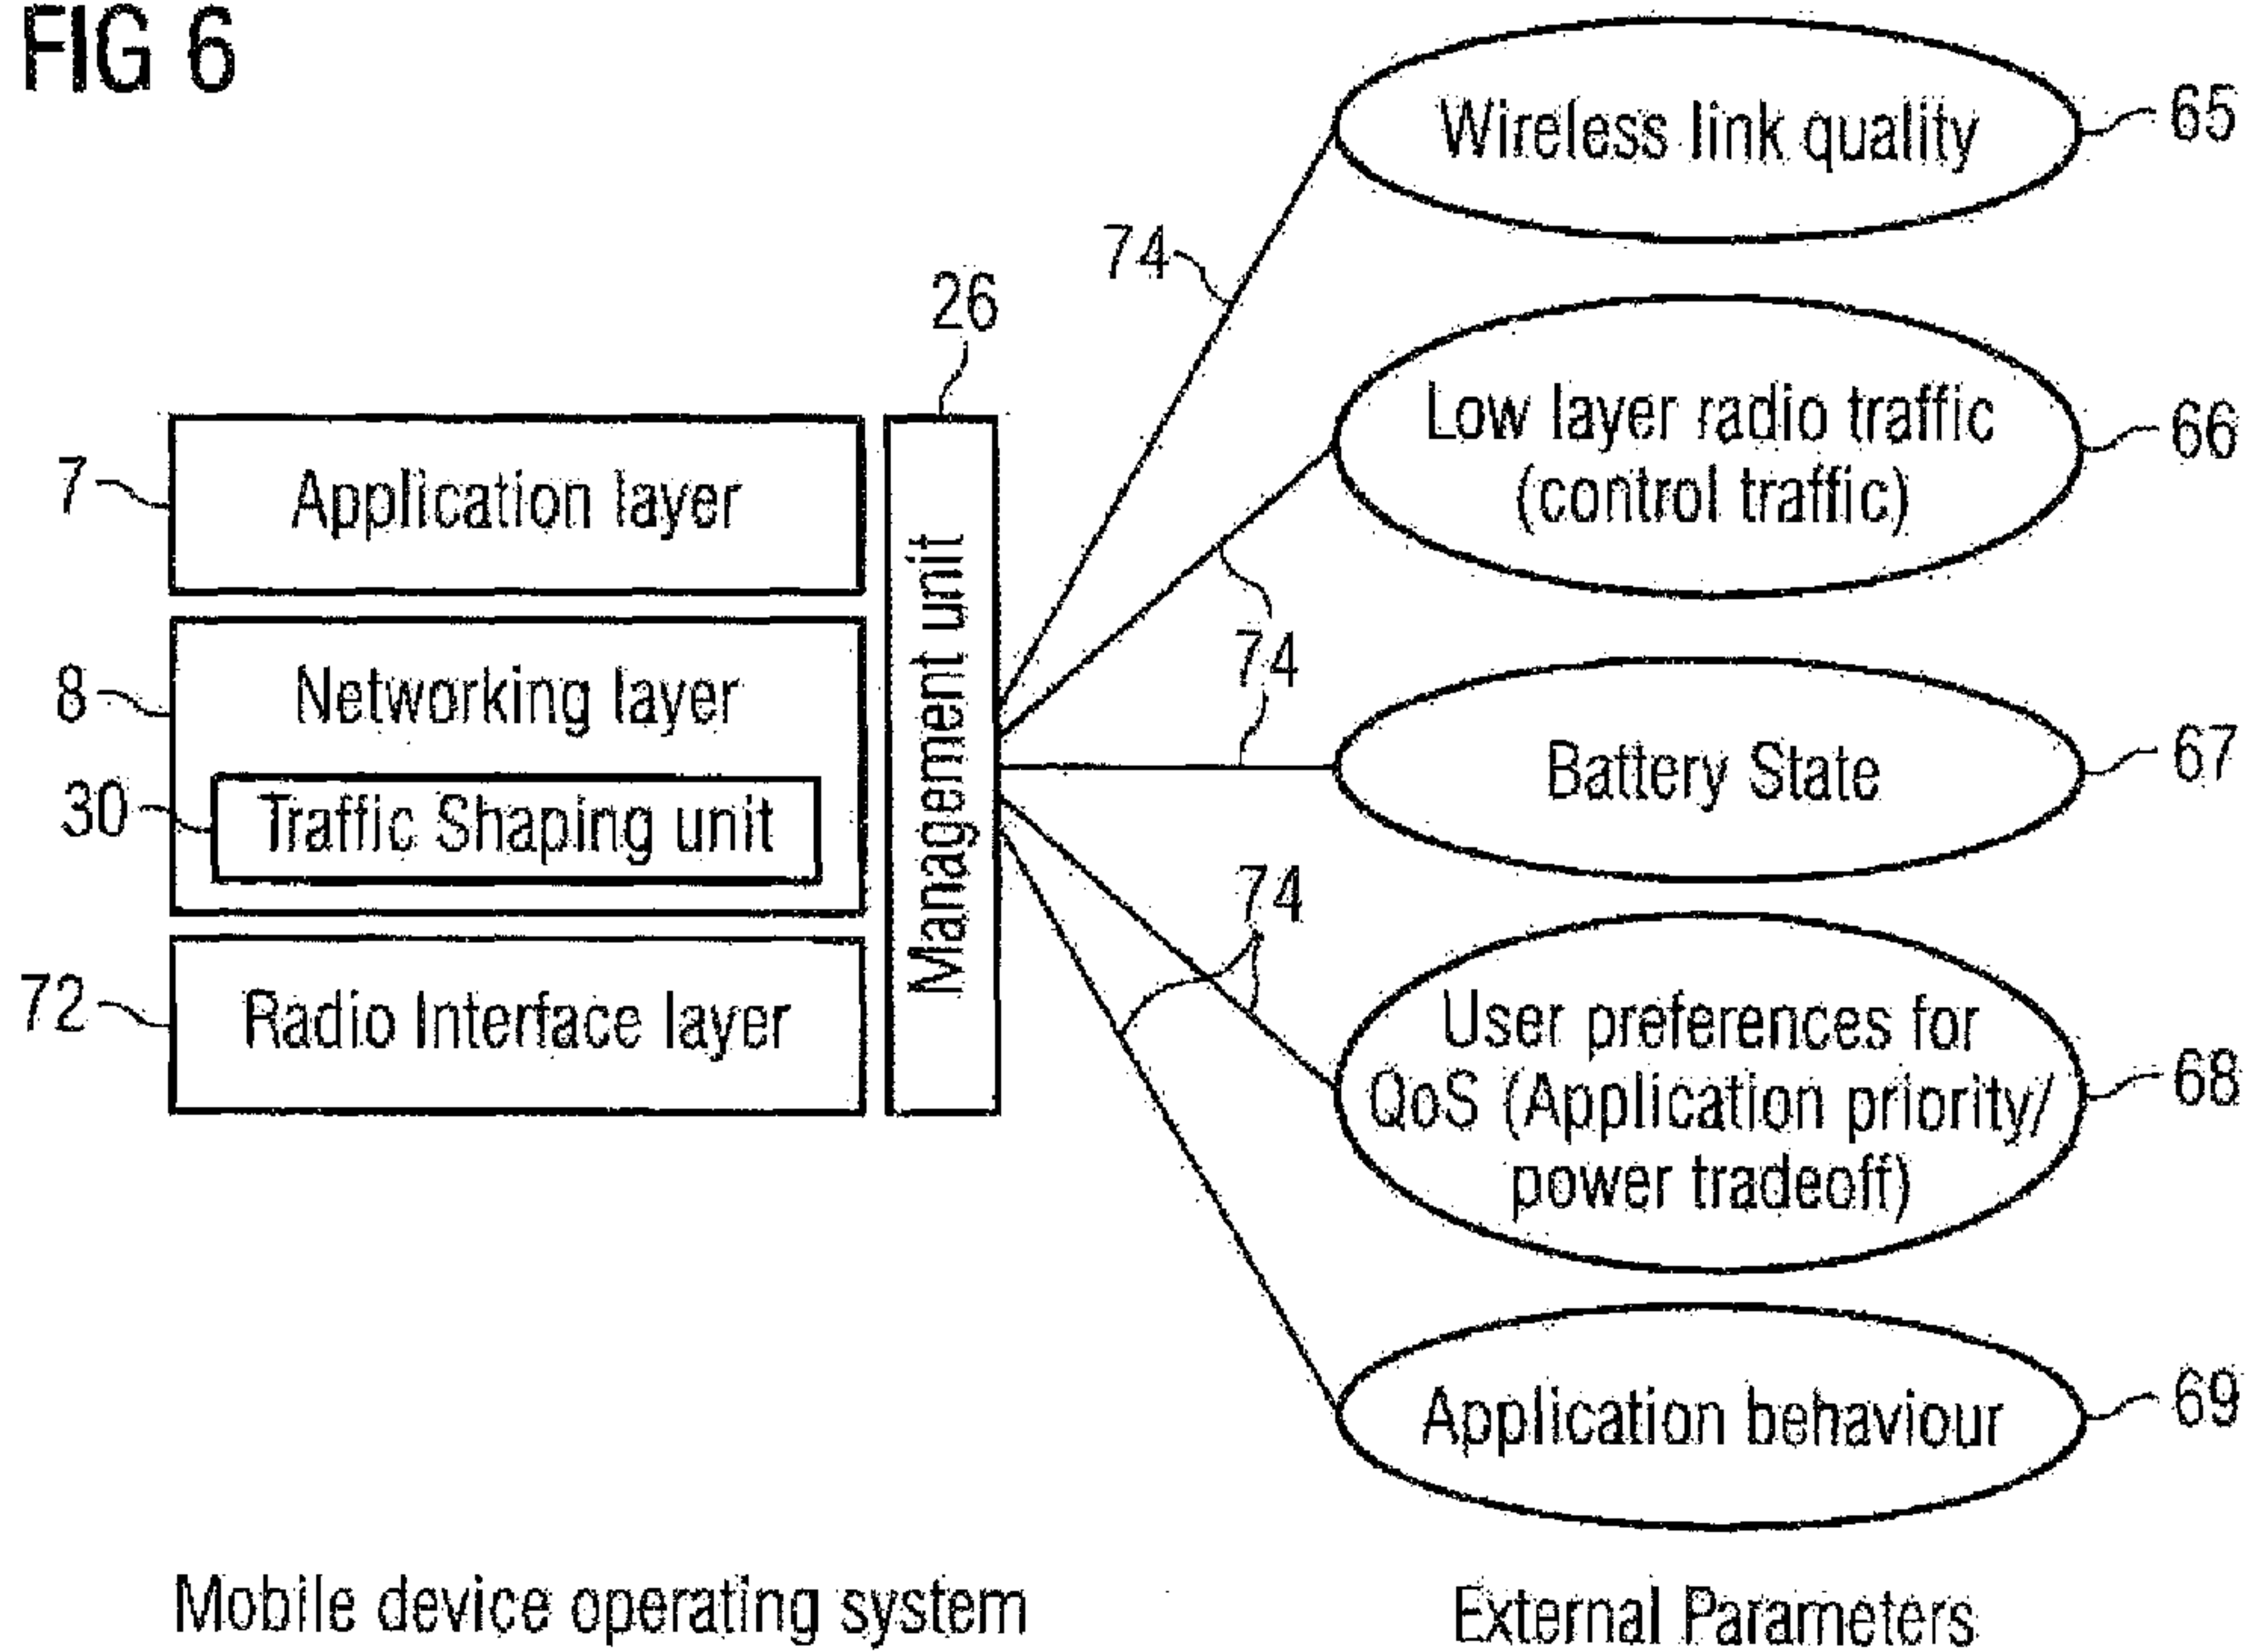 FIG 6
Wireless link quality
65
74
26
Low layer radio traffic
(control traffic)
66
7
Application layer
Management unit
74
8
Networking layer
30
Traffic Shaping unit
Battery State
67
74
72
Radio Interface layer
User preferences for
QoS (Application priority/
power tradeoff)
68
Application behaviour
69
Mobile device operating system
External Parameters